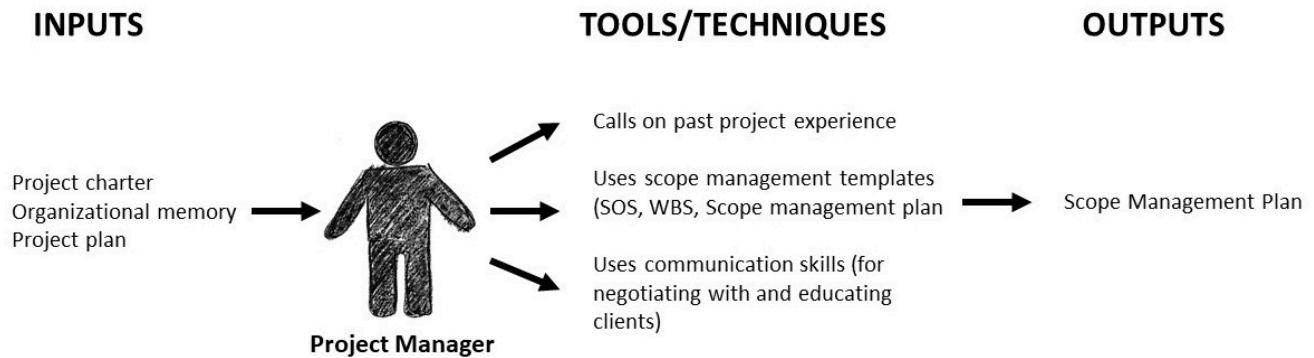 INPUTS
TOOLS/TECHNIQUES
OUTPUTS
Project charter
Organizational memory
Project plan
Project Manager
Calls on past project experience
Uses scope management templates
(SOS, WBS, Scope management plan
Uses communication skills (for
negotiating with and educating
clients)
Scope Management Plan